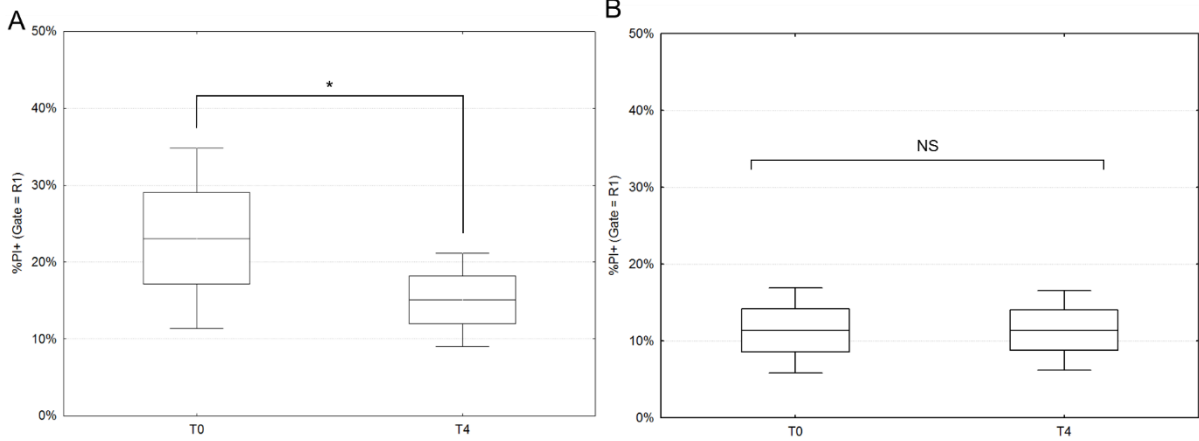 A
50%
40%
30%
20%
10%
0%
%PI+ (Gate = R1)
*
T0
T4
B
50%
40%
30%
20%
10%
0%
%PI+ (Gate = R1)
NS
T0
T4